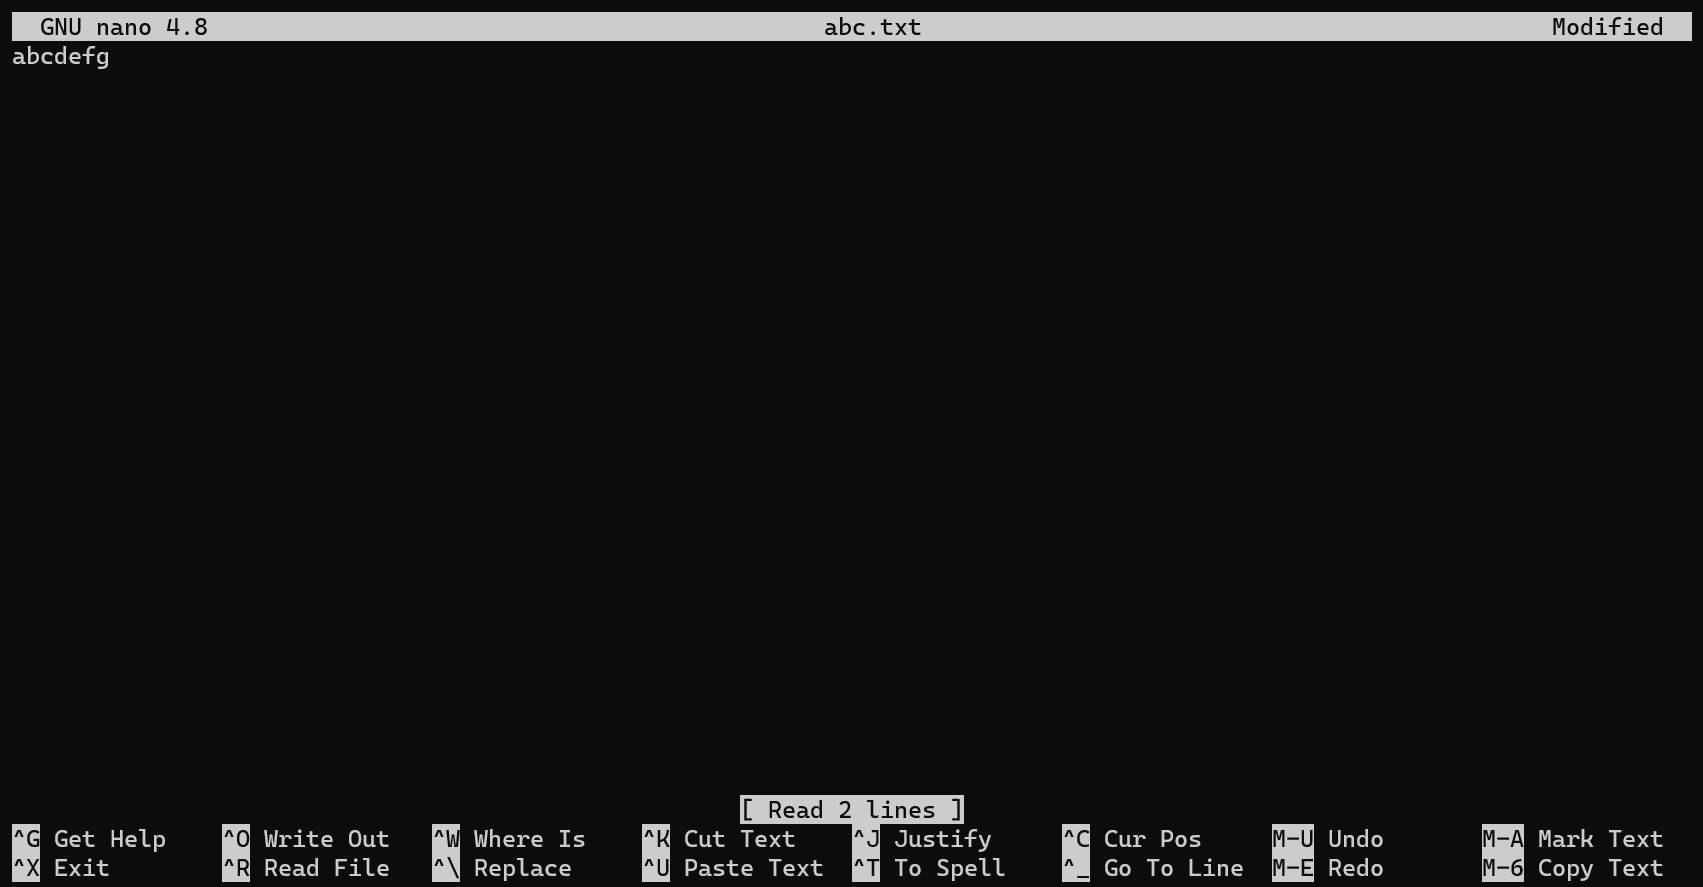 GNU nano 4.8 abc.txt Modified
abcdefg
[ Read 2 lines ]
^G Get Help ^O Write Out ^W Where Is ^K Cut Text ^J Justify ^C Cur Pos M-U Undo M-A Mark Text
^X Exit ^R Read File ^\ Replace ^U Paste Text ^T To Spell ^_ Go To Line M-E Redo M-6 Copy Text